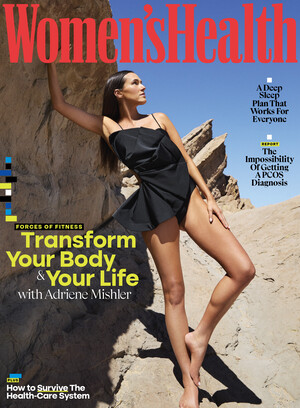 Women'sHealth
A Deep
Sleep
Plan That
Works For
Everyone
REPORT
The
Impossibility
Of Getting
A PCOS
Diagnosis
FORCES OF FITNESS
Transform
Your Body
& Your Life
with Adriene Mishler
PLUS
How to Survive The
Health-Care System